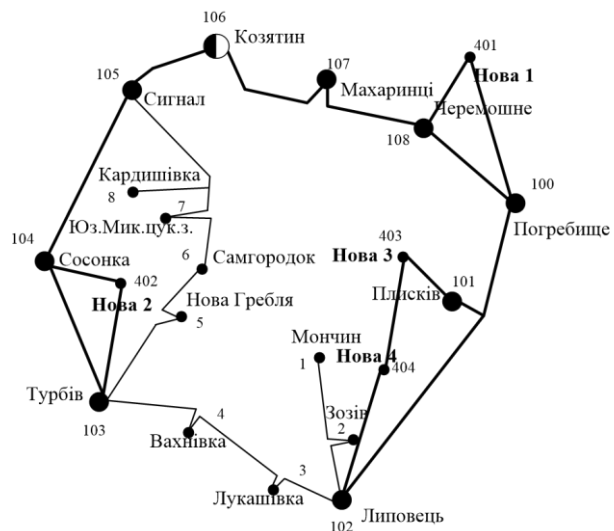 106
Козятин
401
107
105
Нова 1
Махаринці
Сигнал
Черемошне
108
Кардишівка
100
8
7
Погребище
Юз.Мик.цук.з.
403
104
Нова 3
101
6
Самгородок
Сосонка
402
Плисків
Нова 2
Нова Гребля
5
Мончин
Нова 4
1
404
Турбів
Зозів
4
2
103
Вахнівка
3
Лукашівка
Липовець
102